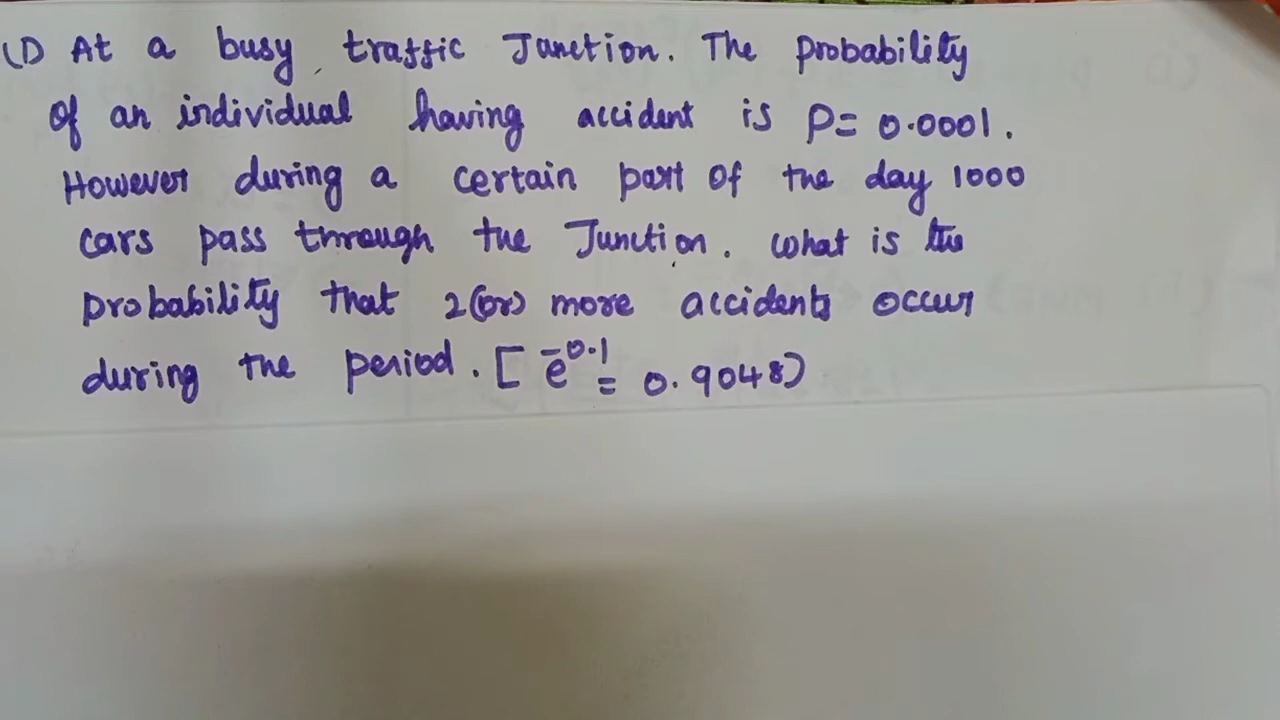 (1) At a busy traffic Junction. The probability
of an individual having accident is P= 0.0001.
However during a certain part of the day 1000
cars pass through the Junction. what is the
probability that 2(or) more accidents occur
during the period. [ e^-0.1 = 0.9048)